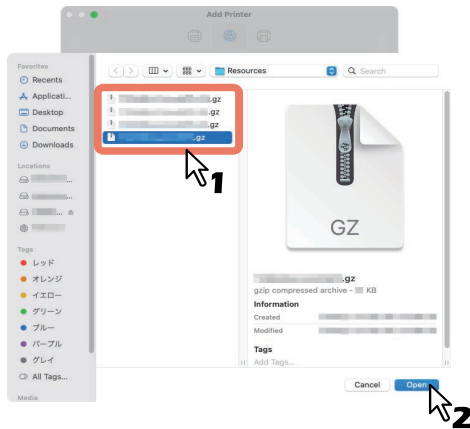 Add Printer
Favorites
Recents
Applicati...
Desktop
Documents
Downloads
Locations
...
...
...
Tags
レッド
オレンジ
イエロー
グリーン
ブルー
パープル
グレイ
All Tags...
Media
Resources
Search
.gz
.gz
.gz
.gz
1
GZ
.gz
gzip compressed archive - KB
Information
Created
Modified
Tags
Add Tags...
Cancel
Open
2